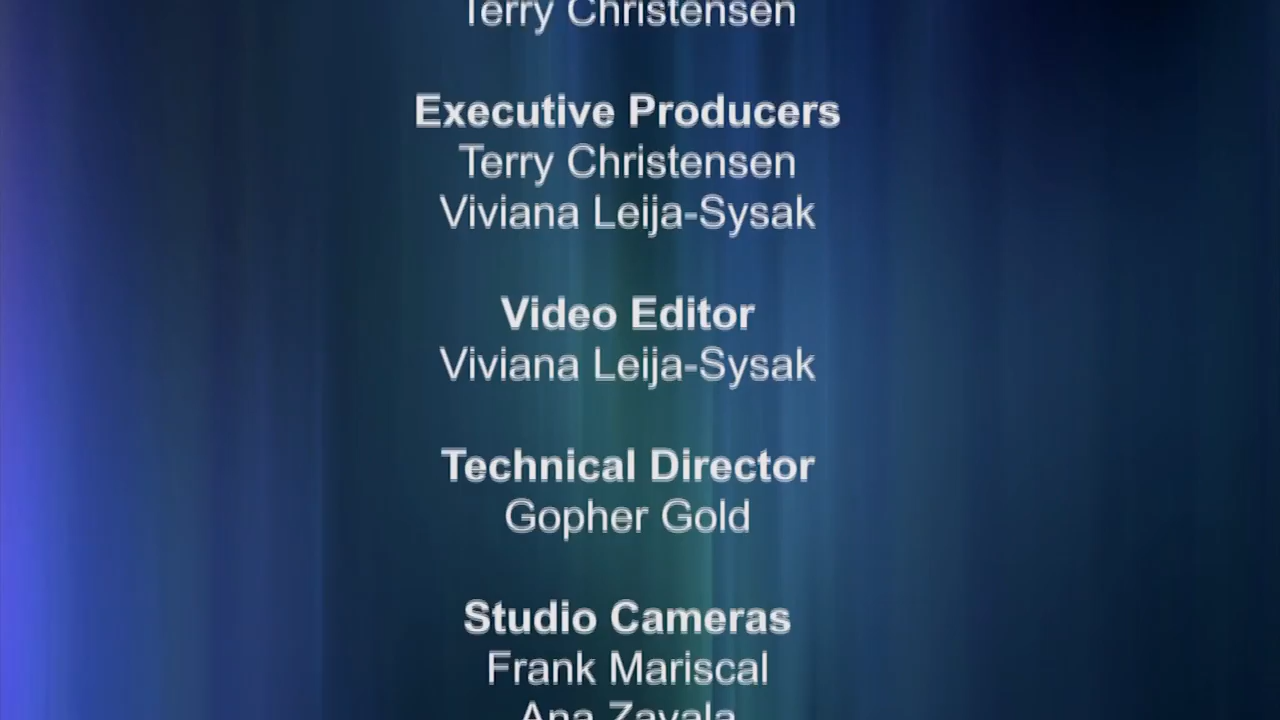 Terry Christensen
Executive Producers
Terry Christensen
Viviana Leija-Sysak
Video Editor
Viviana Leija-Sysak
Technical Director
Gopher Gold
Studio Cameras
Frank Mariscal
Ana Zavala